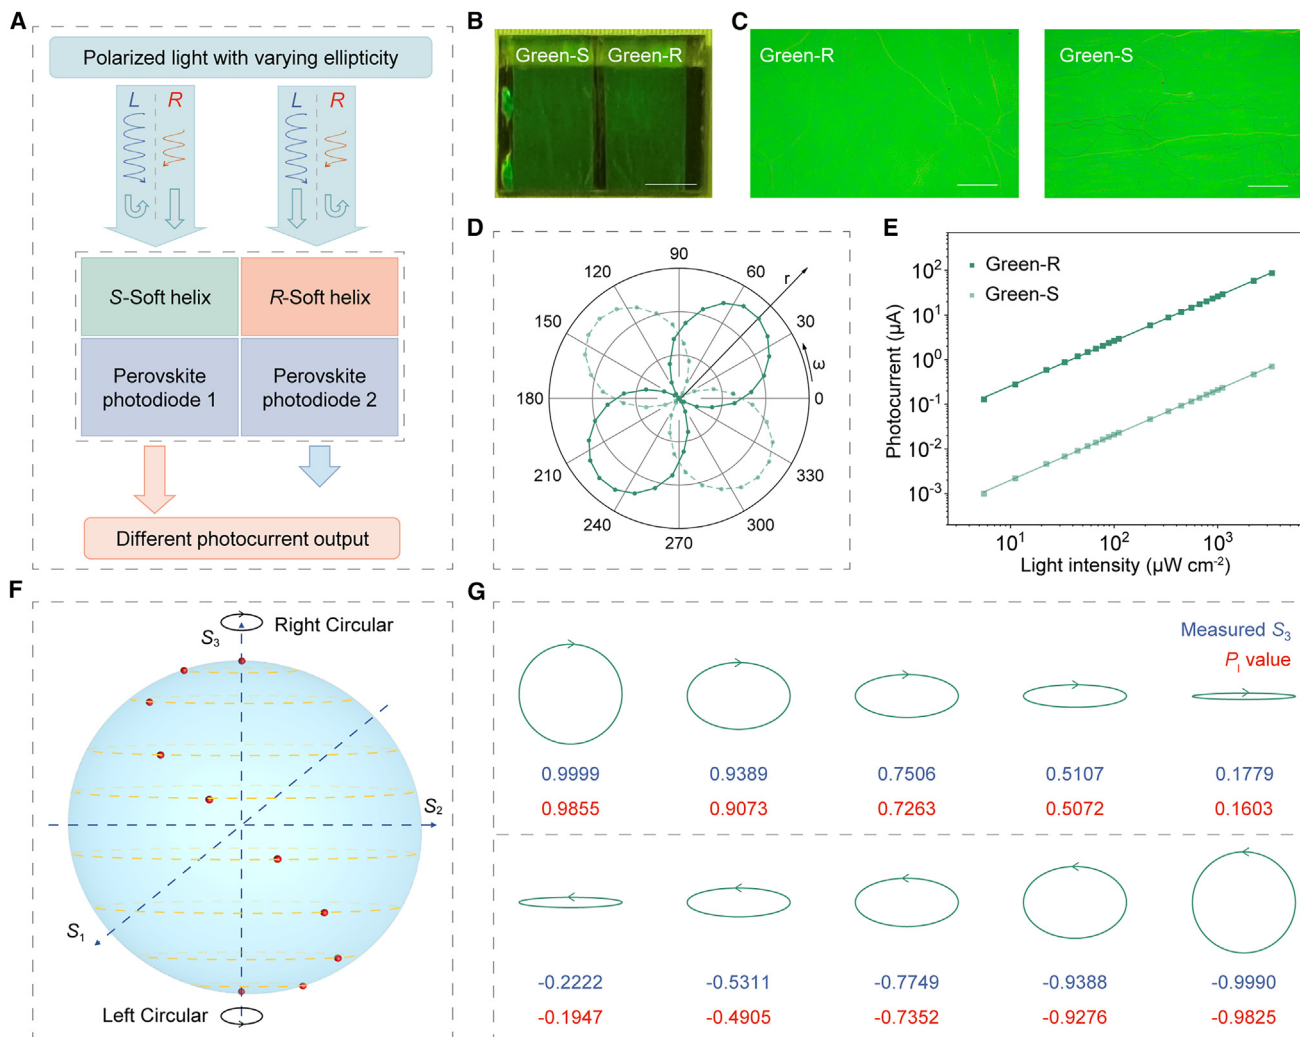 A
Polarized light with varying ellipticity
L R L R
S-Soft helix
R-Soft helix
Perovskite
photodiode 1
Perovskite
photodiode 2
Different photocurrent output
B
Green-S Green-R
C
Green-R
Green-S
D
90
120 60
150 30
180 0
210 330
240 300
270
r
ω
E
Green-R
Green-S
Photocurrent (µA)
10²
10¹
10⁰
10⁻¹
10⁻²
10⁻³
10¹ 10² 10³
Light intensity (µW cm⁻²)
F
Right Circular
S₃
S₂
S₁
Left Circular
G
Measured S₃
P₁ value
0.9999 0.9389 0.7506 0.5107 0.1779
0.9855 0.9073 0.7263 0.5072 0.1603
-0.2222 -0.5311 -0.7749 -0.9388 -0.9990
-0.1947 -0.4905 -0.7352 -0.9276 -0.9825